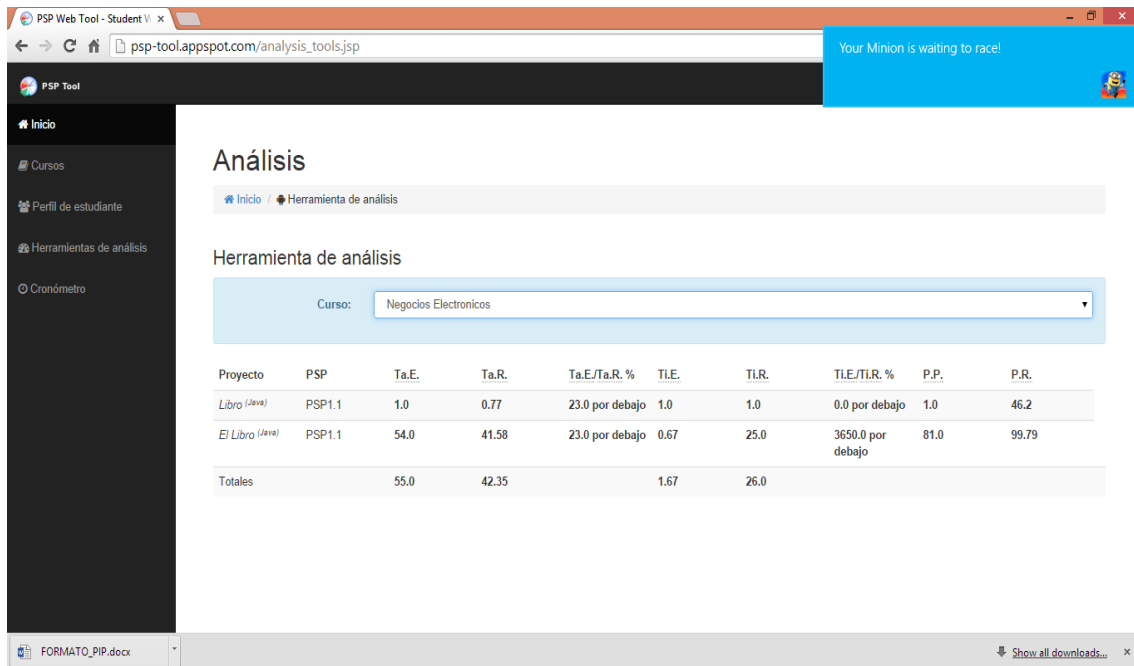 PSP Web Tool - Student W
psp-tool.appspot.com/analysis_tools.jsp
Your Minion is waiting to race!
PSP Tool
Inicio
Cursos
Perfil de estudiante
Herramientas de análisis
Cronómetro
Análisis
Inicio / Herramienta de análisis
Herramienta de análisis
Curso: Negocios Electronicos
Proyecto PSP Ta.E. Ta.R. Ta.E./Ta.R. % Ti.E. Ti.R. Ti.E./Ti.R. % P.P. P.R.
Libro (Java) PSP1.1 1.0 0.77 23.0 por debajo 1.0 1.0 0.0 por debajo 1.0 46.2
El Libro (Java) PSP1.1 54.0 41.58 23.0 por debajo 0.67 25.0 3650.0 por 81.0 99.79
debajo
Totales 55.0 42.35 1.67 26.0
FORMATO_PIP.docx
Show all downloads...